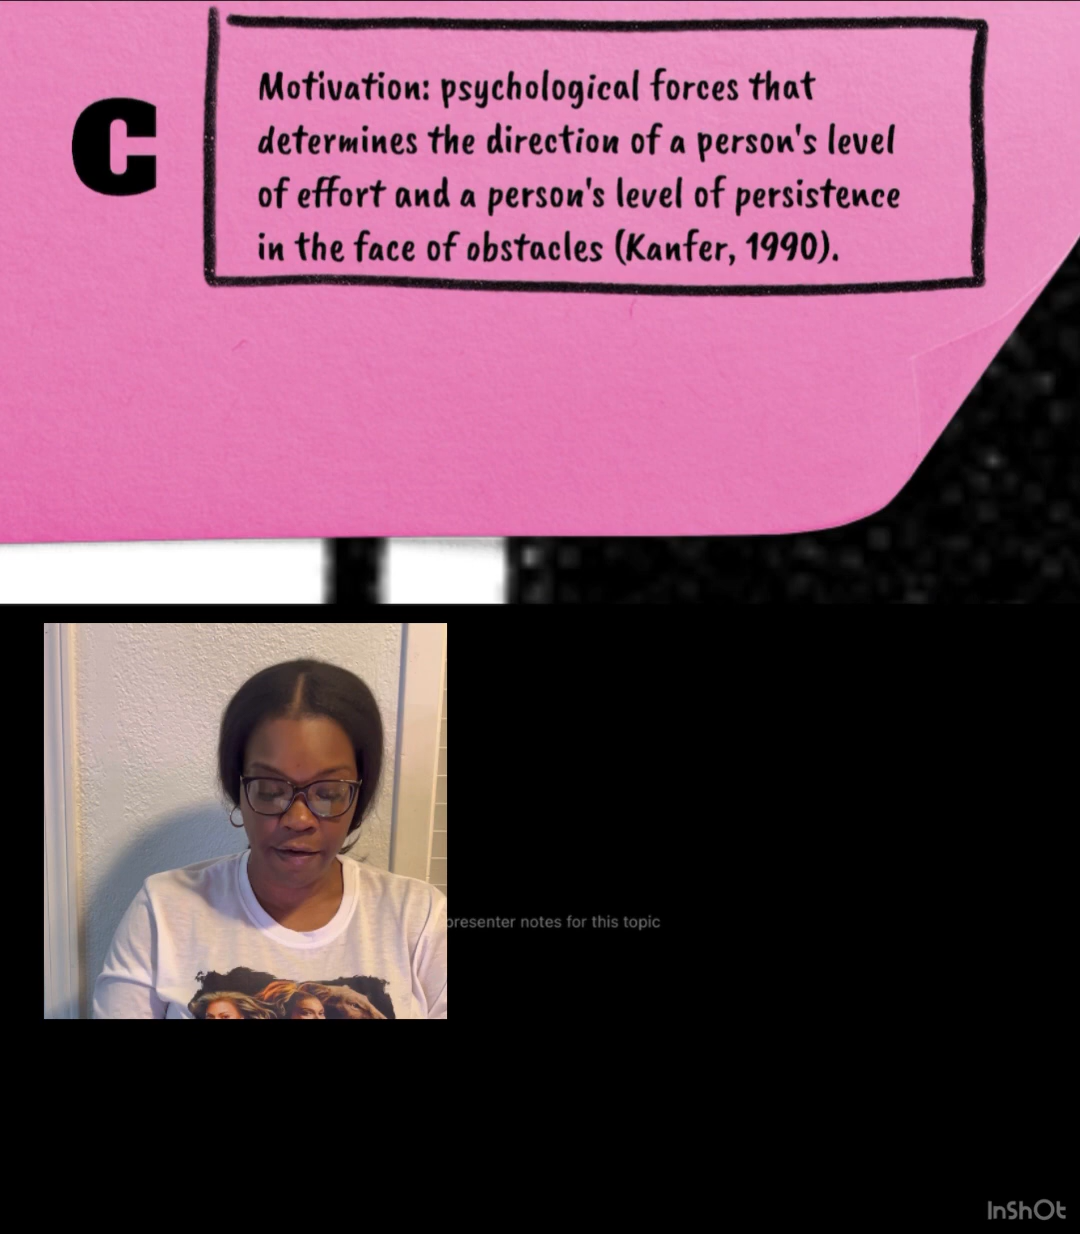 C
Motivation: psychological forces that
determines the direction of a person's level
of effort and a person's level of persistence
in the face of obstacles (Kanfer, 1990).
presenter notes for this topic
InShOt